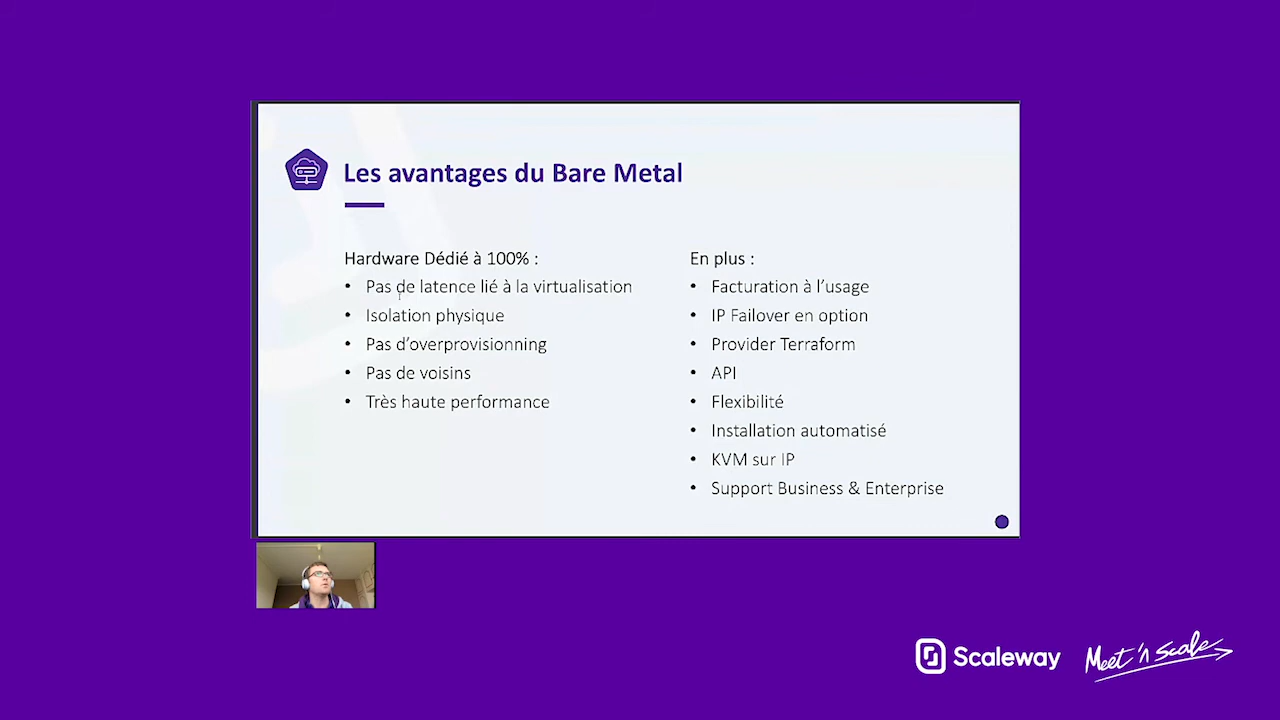 Les avantages du Bare Metal
Hardware Dédié à 100% :
• Pas de latence lié à la virtualisation
• Isolation physique
• Pas d’overprovisionning
• Pas de voisins
• Très haute performance
En plus :
• Facturation à l’usage
• IP Failover en option
• Provider Terraform
• API
• Flexibilité
• Installation automatisé
• KVM sur IP
• Support Business & Enterprise
Scaleway
Meet 'n Scale